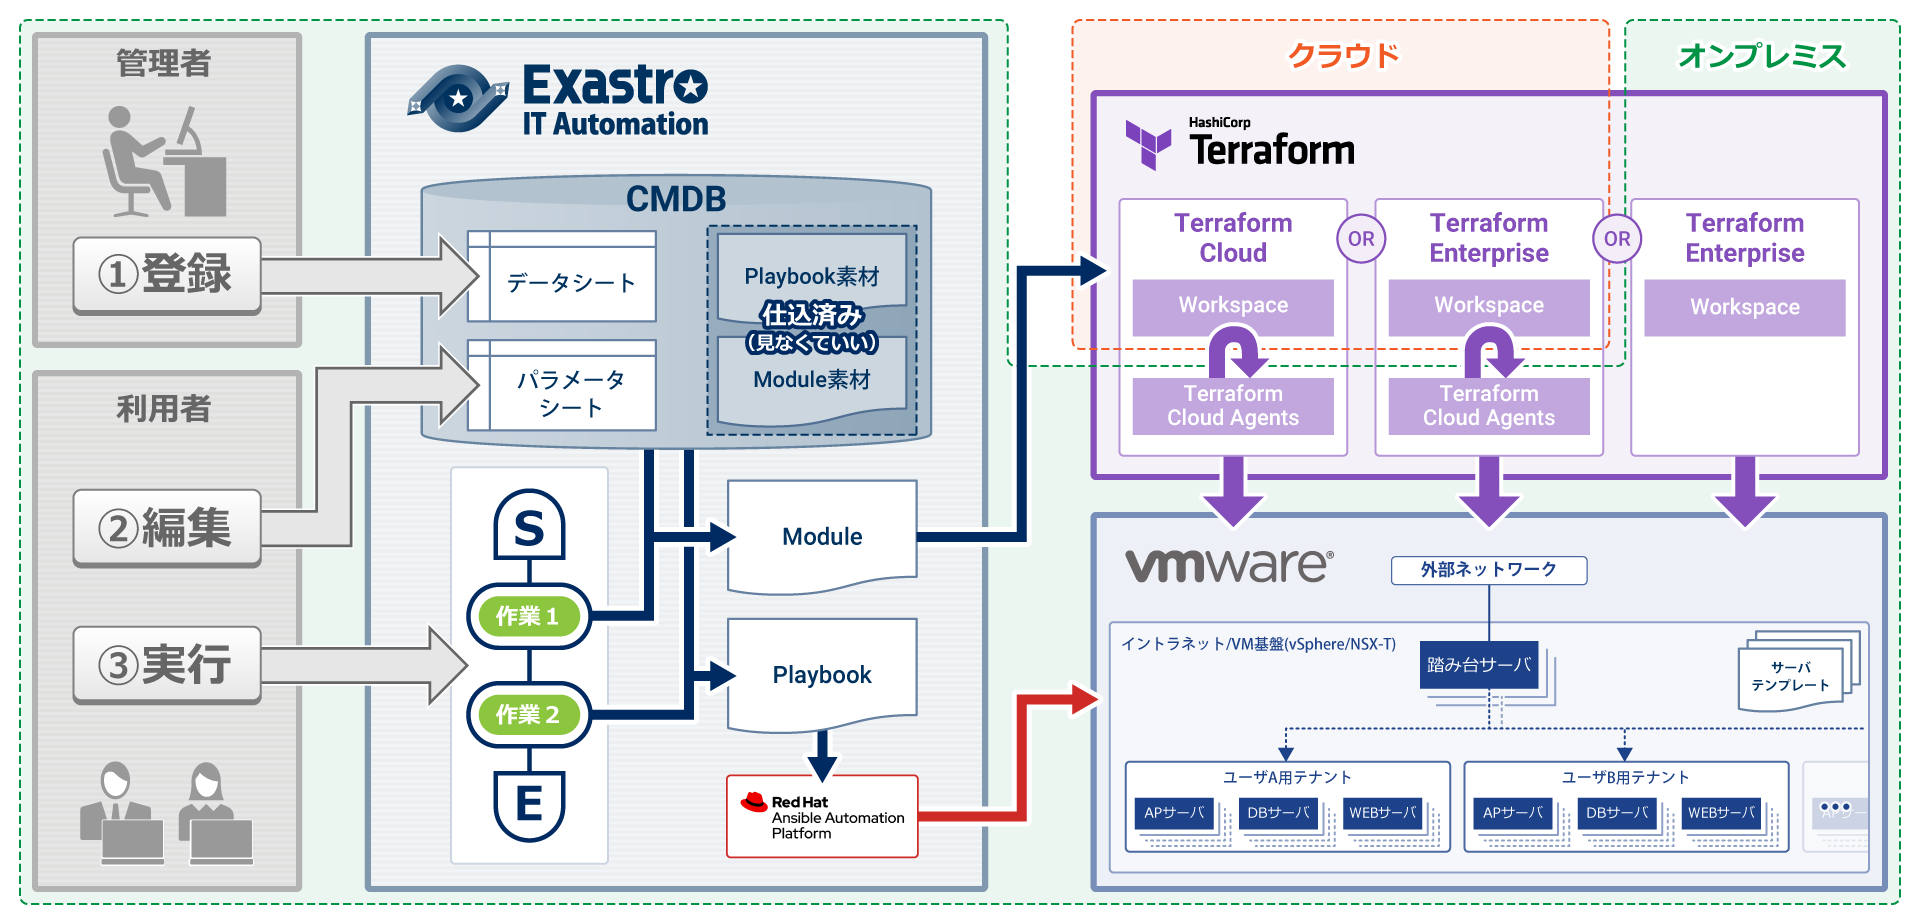 管理者
①登録
利用者
②編集
③実行
Exastro
IT Automation
CMDB
データシート
パラメータ
シート
Playbook素材
仕込済み
(見なくていい)
Module素材
S
作業1
作業2
E
Module
Playbook
Red Hat
Ansible Automation
Platform
クラウド
オンプレミス
HashiCorp
Terraform
Terraform
Cloud
Workspace
Terraform
Cloud Agents
OR
Terraform
Enterprise
Workspace
Terraform
Cloud Agents
OR
Terraform
Enterprise
Workspace
vmware®
外部ネットワーク
イントラネット/VM基盤(vSphere/NSX-T)
踏み台サーバ
サーバ
テンプレート
ユーザA用テナント
APサーバ
DBサーバ
WEBサーバ
ユーザB用テナント
APサーバ
DBサーバ
WEBサーバ
APサー